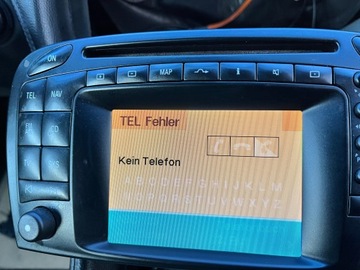 ON
MAP
TEL NAV
TEL Fehler
Kein Telefon
A B C D E F G H I J K L M
N O P Q R S T U V W X Y Z